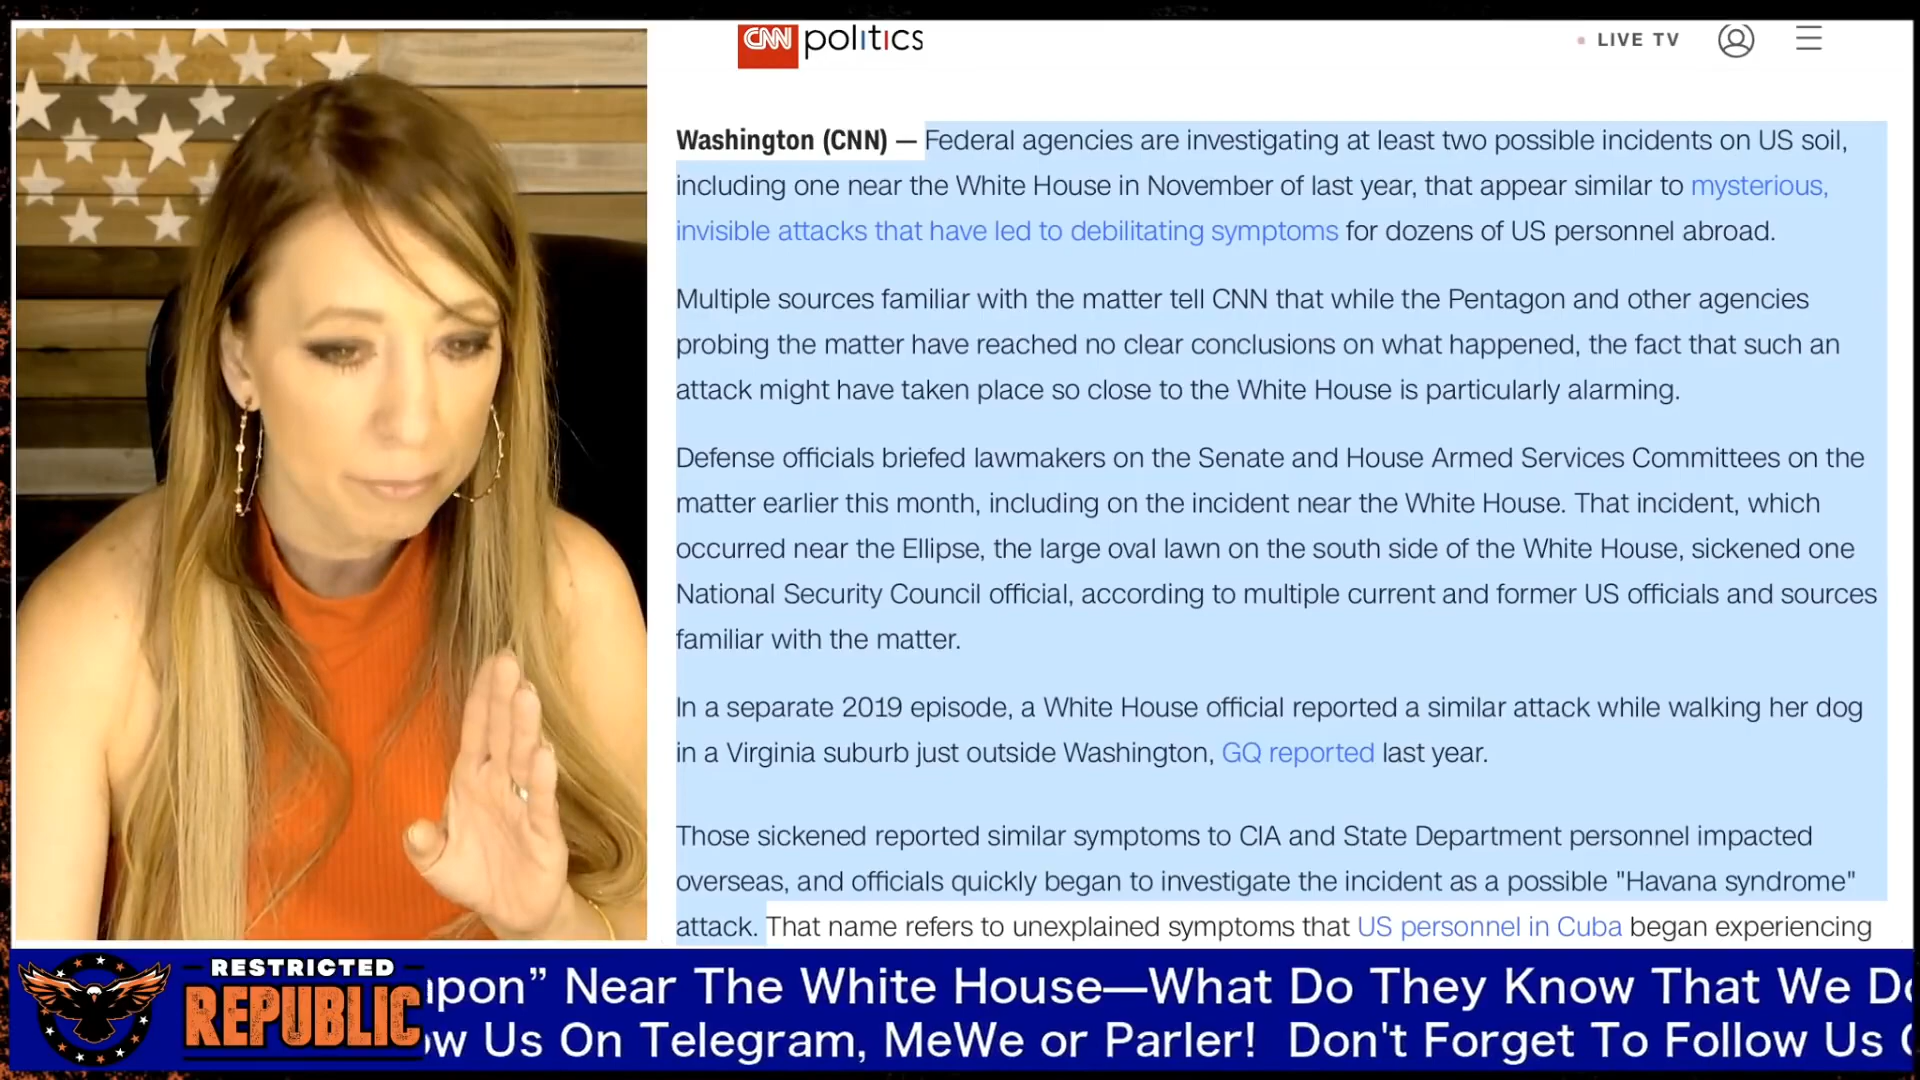 CNN politics
LIVE TV
Washington (CNN) — Federal agencies are investigating at least two possible incidents on US soil,
including one near the White House in November of last year, that appear similar to mysterious,
invisible attacks that have led to debilitating symptoms for dozens of US personnel abroad.
Multiple sources familiar with the matter tell CNN that while the Pentagon and other agencies
probing the matter have reached no clear conclusions on what happened, the fact that such an
attack might have taken place so close to the White House is particularly alarming.
Defense officials briefed lawmakers on the Senate and House Armed Services Committees on the
matter earlier this month, including on the incident near the White House. That incident, which
occurred near the Ellipse, the large oval lawn on the south side of the White House, sickened one
National Security Council official, according to multiple current and former US officials and sources
familiar with the matter.
In a separate 2019 episode, a White House official reported a similar attack while walking her dog
in a Virginia suburb just outside Washington, GQ reported last year.
Those sickened reported similar symptoms to CIA and State Department personnel impacted
overseas, and officials quickly began to investigate the incident as a possible "Havana syndrome"
attack. That name refers to unexplained symptoms that US personnel in Cuba began experiencing
RESTRICTED
REPUBLIC
apon” Near The White House—What Do They Know That We Do
ow Us On Telegram, MeWe or Parler! Don't Forget To Follow Us